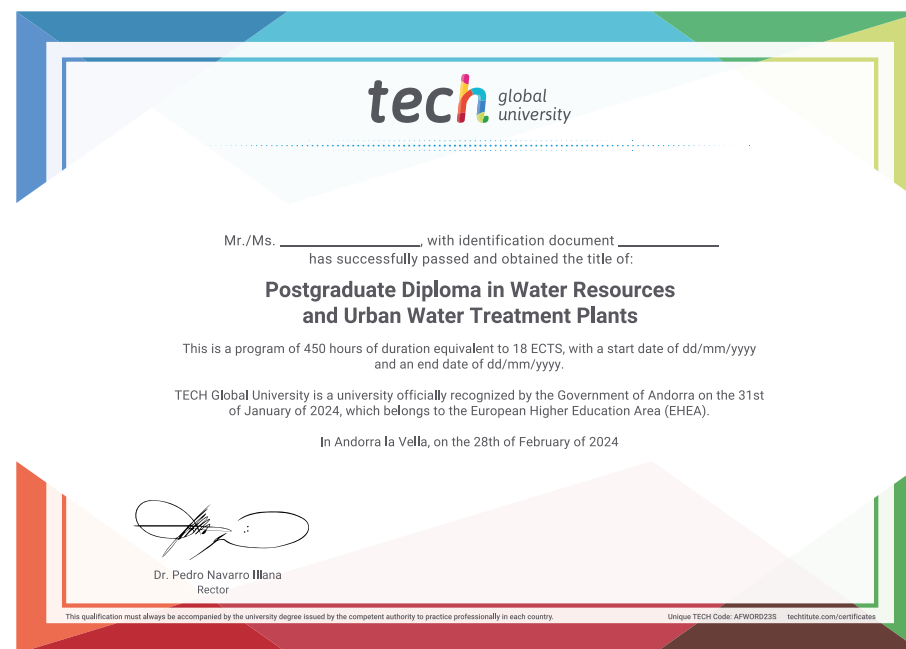 tech global
university
Mr./Ms. ____________________, with identification document ______________
has successfully passed and obtained the title of:
Postgraduate Diploma in Water Resources
and Urban Water Treatment Plants
This is a program of 450 hours of duration equivalent to 18 ECTS, with a start date of dd/mm/yyyy
and an end date of dd/mm/yyyy.
TECH Global University is a university officially recognized by the Government of Andorra on the 31st
of January of 2024, which belongs to the European Higher Education Area (EHEA).
In Andorra la Vella, on the 28th of February of 2024
Dr. Pedro Navarro Illana
Rector
This qualification must always be accompanied by the university degree issued by the competent authority to practice professionally in each country.
Unique TECH Code: AFWORD23S techtitute.com/certificates